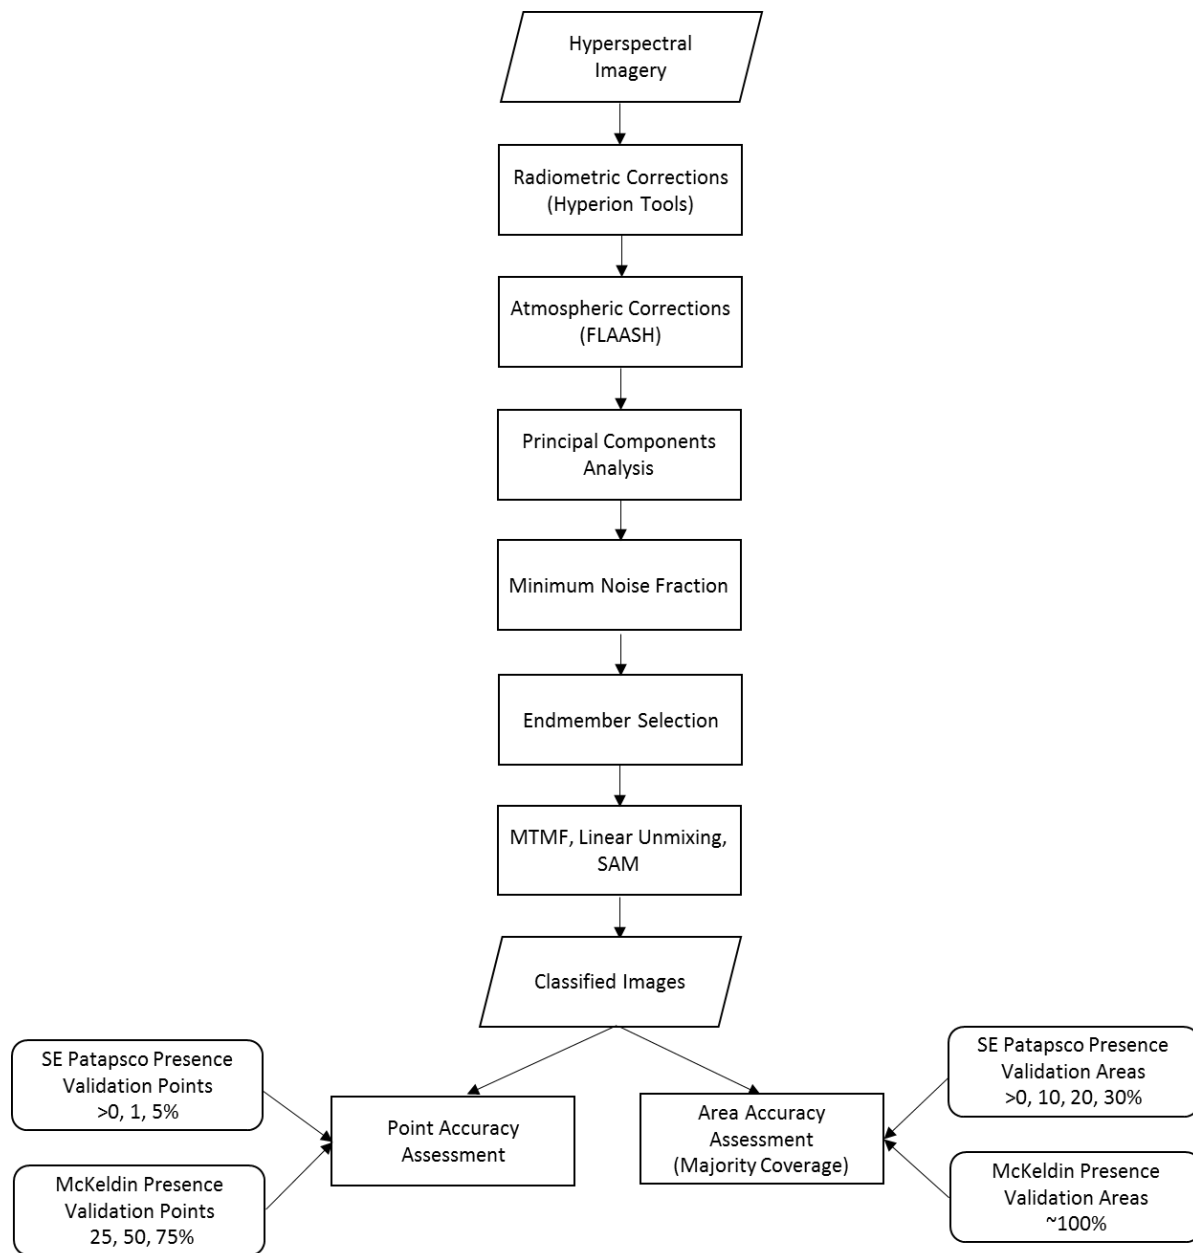 Hyperspectral
Imagery
Radiometric Corrections
(Hyperion Tools)
Atmospheric Corrections
(FLAASH)
Principal Components
Analysis
Minimum Noise Fraction
Endmember Selection
MTMF, Linear Unmixing,
SAM
Classified Images
SE Patapsco Presence
Validation Points
>0, 1, 5%
McKeldin Presence
Validation Points
25, 50, 75%
Point Accuracy
Assessment
Area Accuracy
Assessment
(Majority Coverage)
SE Patapsco Presence
Validation Areas
>0, 10, 20, 30%
McKeldin Presence
Validation Areas
~100%